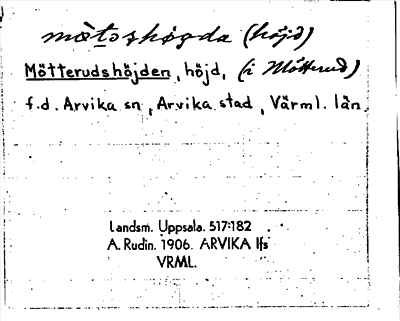 (höjd)
Mötterudshöjden, höjd, (i Mötterud)
f.d. Arvika sn, Arvika stad, Värml. län.
Landsm. Uppsala. 517:182
A. Rudin. 1906. ARVIKA lfs
VRML.